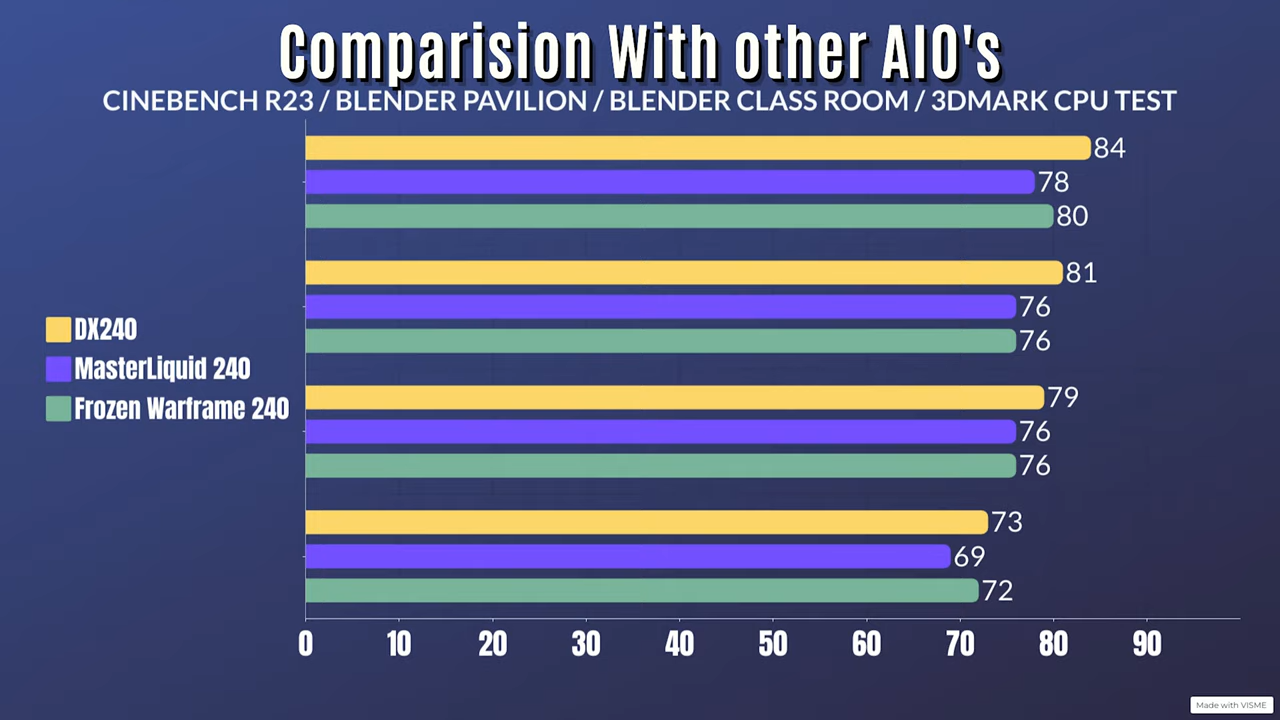 Comparision With other AIO's
CINEBENCH R23 / BLENDER PAVILION / BLENDER CLASS ROOM / 3DMARK CPU TEST
84
78
80
81
76
76
DX240
MasterLiquid 240
Frozen Warframe 240
79
76
76
73
69
72
0 10 20 30 40 50 60 70 80 90
Made with VISME